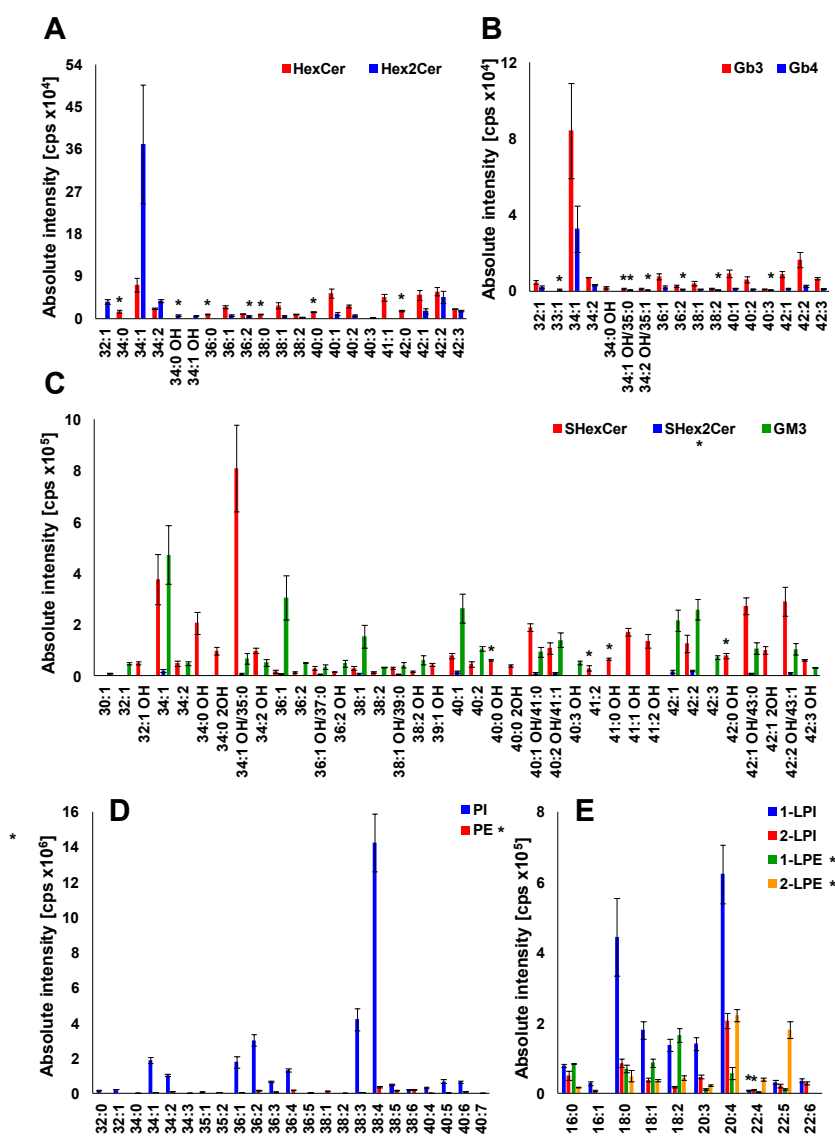 A
Absolute intensity [cps x10⁴]
54
45
36
27
18
9
0
HexCer Hex2Cer
* * * * * * *
32:1 34:0 34:1 34:2 34:0 OH 34:1 OH 36:0 36:1 36:2 38:0 38:1 38:2 40:0 40:1 40:2 40:3 41:1 42:0 42:1 42:2 42:3
B
Absolute intensity [cps x10⁴]
12
8
4
0
Gb3 Gb4
* ** * * *
32:1 33:1 34:1 34:2 34:0 OH 34:1 OH/35:0 34:2 OH/35:1 36:1 36:2 38:1 38:2 40:1 40:2 40:3 42:1 42:2 42:3
C
Absolute intensity [cps x10⁵]
10
8
6
4
2
0
SHexCer SHex2Cer GM3
*
* * * *
30:1 32:1 32:1 OH 34:1 34:2 34:0 OH 34:0 2OH 34:1 OH/35:0 34:2 OH 36:1 36:2 36:1 OH/37:0 36:2 OH 38:1 38:2 38:1 OH/39:0 38:2 OH 39:1 OH 40:1 40:2 40:0 OH 40:0 2OH 40:1 OH/41:0 40:2 OH/41:1 40:3 OH 41:2 41:0 OH 41:1 OH 41:2 OH 42:1 42:2 42:3 42:0 OH 42:1 OH/43:0 42:1 2OH 42:2 OH/43:1 42:3 OH
*
D
Absolute intensity [cps x10⁶]
16
14
12
10
8
6
4
2
0
PI
PE *
32:0 32:1 34:0 34:1 34:2 34:3 35:1 35:2 36:1 36:2 36:3 36:4 36:5 38:1 38:2 38:3 38:4 38:5 38:6 40:4 40:5 40:6 40:7
E
Absolute intensity [cps x10⁵]
8
6
4
2
0
1-LPI
2-LPI
1-LPE *
2-LPE *
**
16:0 16:1 18:0 18:1 18:2 20:3 20:4 22:4 22:5 22:6